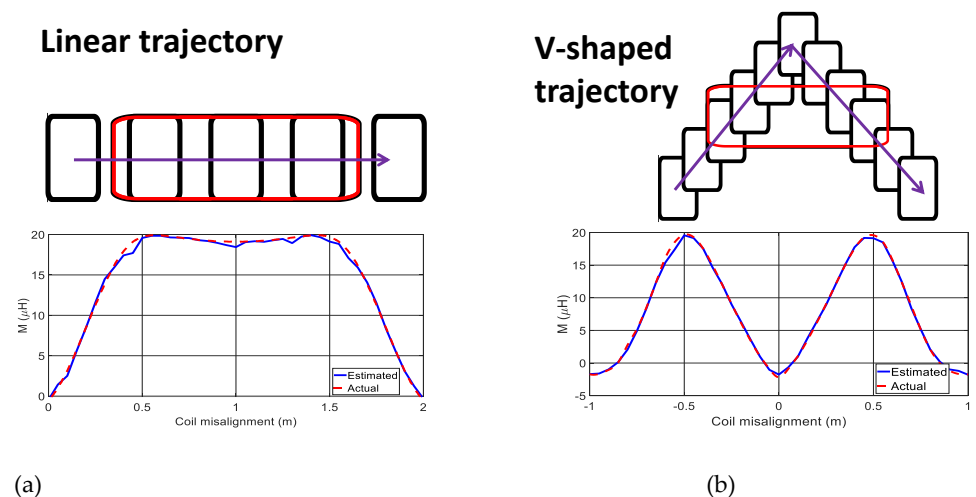 Linear trajectory
V-shaped
trajectory
20
15
10
5
0
M (μH)
Estimated
Actual
0
0.5
1
1.5
2
Coil misalignment (m)
20
15
10
5
0
-5
M (μH)
Estimated
Actual
-1
-0.5
0
0.5
1
Coil misalignment (m)
(a)
(b)